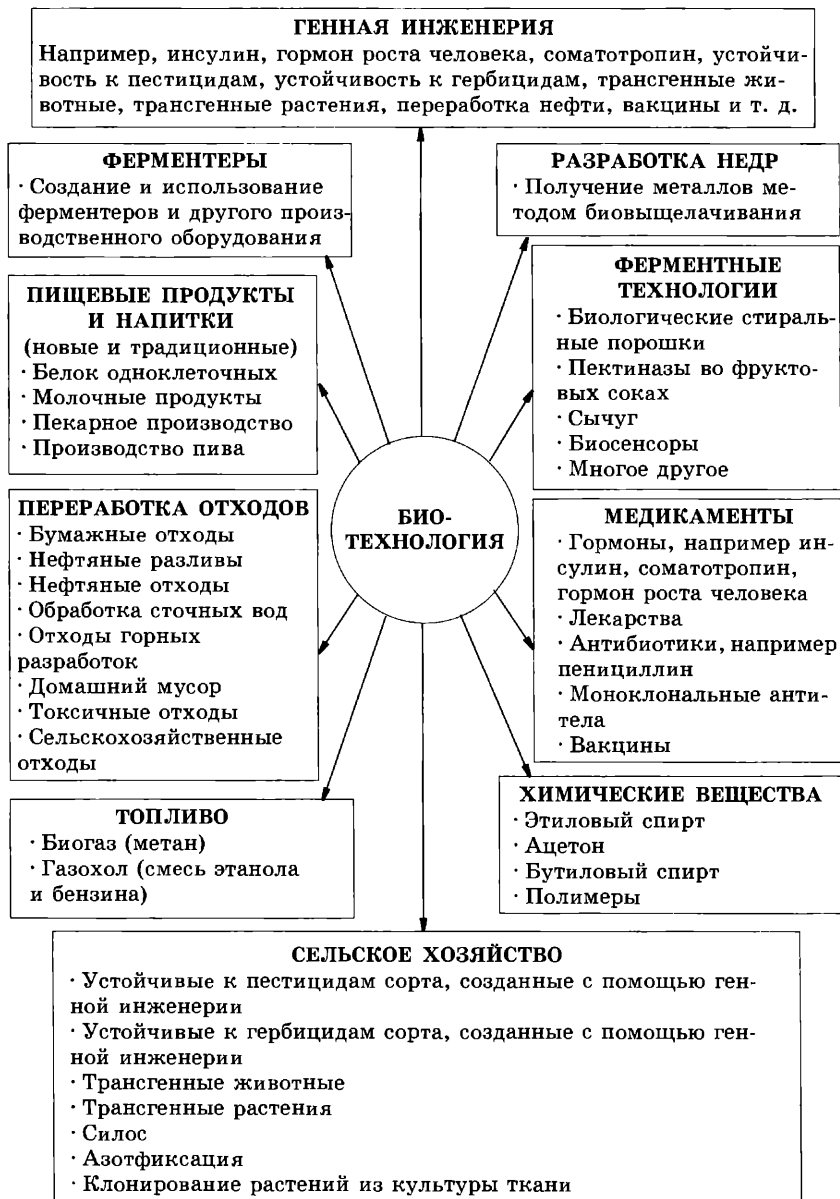 ГЕННАЯ ИНЖЕНЕРИЯ
Например, инсулин, гормон роста человека, соматотропин, устойчи-
вость к пестицидам, устойчивость к гербицидам, трансгенные жи-
вотные, трансгенные растения, переработка нефти, вакцины и т. д.
ФЕРМЕНТЕРЫ
· Создание и использование
ферментеров и другого произ-
водственного оборудования
РАЗРАБОТКА НЕДР
· Получение металлов ме-
тодом биовыщелачивания
ПИЩЕВЫЕ ПРОДУКТЫ
И НАПИТКИ
(новые и традиционные)
· Белок одноклеточных
· Молочные продукты
· Пекарное производство
· Производство пива
ФЕРМЕНТНЫЕ
ТЕХНОЛОГИИ
· Биологические стираль-
ные порошки
· Пектиназы во фрукто-
вых соках
· Сычуг
· Биосенсоры
· Многое другое
БИО-
ТЕХНОЛОГИЯ
ПЕРЕРАБОТКА ОТХОДОВ
· Бумажные отходы
· Нефтяные разливы
· Нефтяные отходы
· Обработка сточных вод
· Отходы горных
разработок
· Домашний мусор
· Токсичные отходы
· Сельскохозяйственные
отходы
МЕДИКАМЕНТЫ
· Гормоны, например ин-
сулин, соматотропин,
гормон роста человека
· Лекарства
· Антибиотики, например
пенициллин
· Моноклональные анти-
тела
· Вакцины
ТОПЛИВО
· Биогаз (метан)
· Газохол (смесь этанола
и бензина)
ХИМИЧЕСКИЕ ВЕЩЕСТВА
· Этиловый спирт
· Ацетон
· Бутиловый спирт
· Полимеры
СЕЛЬСКОЕ ХОЗЯЙСТВО
· Устойчивые к пестицидам сорта, созданные с помощью ген-
ной инженерии
· Устойчивые к гербицидам сорта, созданные с помощью ген-
ной инженерии
· Трансгенные животные
· Трансгенные растения
· Силос
· Азотфиксация
· Клонирование растений из культуры ткани